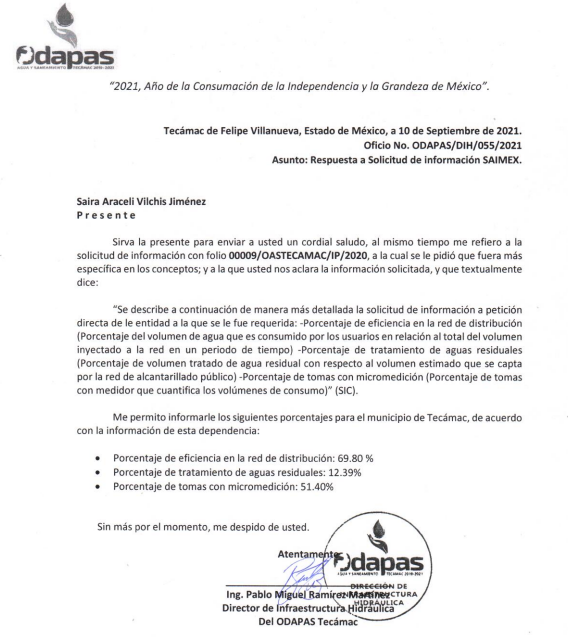 Odapas
AGUA Y SANEAMIENTO TECÁMAC 2019-2021
“2021, Año de la Consumación de la Independencia y la Grandeza de México”.
Tecámac de Felipe Villanueva, Estado de México, a 10 de Septiembre de 2021.
Oficio No. ODAPAS/DIH/055/2021
Asunto: Respuesta a Solicitud de información SAIMEX.
Saira Araceli Vilchis Jiménez
P r e s e n t e
Sirva la presente para enviar a usted un cordial saludo, al mismo tiempo me refiero a la
solicitud de información con folio 00009/OASTECAMAC/IP/2020, a la cual se le pidió que fuera más
específica en los conceptos; y a la que usted nos aclara la información solicitada, y que textualmente
dice:
“Se describe a continuación de manera más detallada la solicitud de información a petición
directa de le entidad a la que se le fue requerida: -Porcentaje de eficiencia en la red de distribución
(Porcentaje del volumen de agua que es consumido por los usuarios en relación al total del volumen
inyectado a la red en un periodo de tiempo) -Porcentaje de tratamiento de aguas residuales
(Porcentaje de volumen tratado de agua residual con respecto al volumen estimado que se capta
por la red de alcantarillado público) -Porcentaje de tomas con micromedición (Porcentaje de tomas
con medidor que cuantifica los volúmenes de consumo)” (SIC).
Me permito informarle los siguientes porcentajes para el municipio de Tecámac, de acuerdo
con la información de esta dependencia:
• Porcentaje de eficiencia en la red de distribución: 69.80 %
• Porcentaje de tratamiento de aguas residuales: 12.39%
• Porcentaje de tomas con micromedición: 51.40%
Sin más por el momento, me despido de usted.
Atentamente
Odapas
AGUA Y SANEAMIENTO TECÁMAC 2019-2021
DIRECCIÓN DE
INFRAESTRUCTURA
HIDRÁULICA
Ing. Pablo Miguel Ramírez Martínez
Director de Infraestructura Hidráulica
Del ODAPAS Tecámac